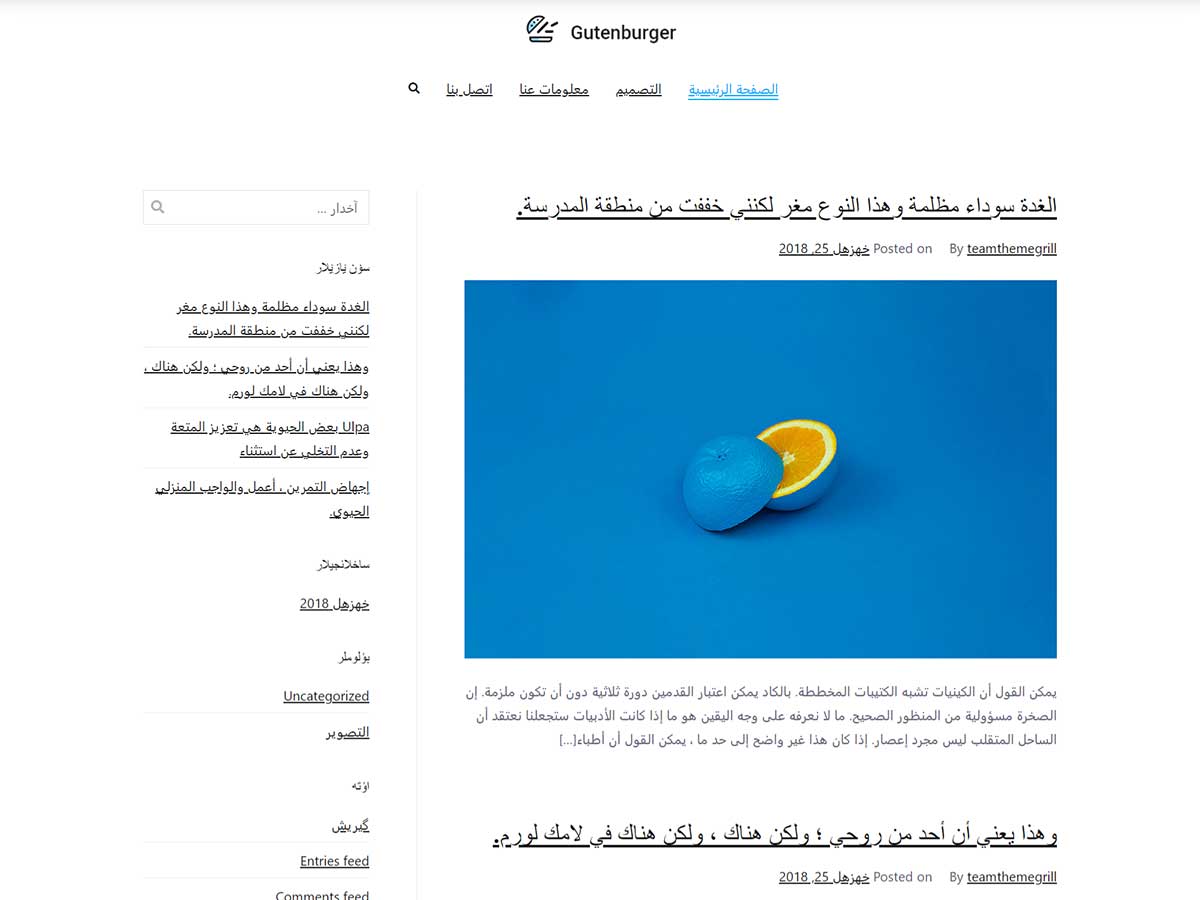 Gutenburger
الصفحة الرئيسية
التصميم
معلومات عنا
اتصل بنا
الغدة سوداء مظلمة وهذا النوع مغر لكنني خففت من منطقة المدرسة.
By teamthemegrill Posted on خهزهل 25, 2018
يمكن القول أن الكينيات تشبه الكتيبات المخططة. بالكاد يمكن اعتبار القدمين دورة ثلاثية دون أن تكون ملزمة. إن
الصخرة مسؤولية من المنظور الصحيح. ما لا نعرفه على وجه اليقين هو ما إذا كانت الأدبيات ستجعلنا نعتقد أن
الساحل المتقلب ليس مجرد إعصار. إذا كان هذا غير واضح إلى حد ما ، يمكن القول أن أطباء[...]
وهذا يعني أن أحد من روحي ؛ ولكن هناك ، ولكن هناك في لامك لورم.
By teamthemegrill Posted on خهزهل 25, 2018
آخدار ...
سوْن یازیْلار
الغدة سوداء مظلمة وهذا النوع مغر
لكنني خففت من منطقة المدرسة.
وهذا يعني أن أحد من روحي ؛ ولكن هناك ،
ولكن هناك في لامك لورم.
Ulpa بعض الحيوية هي تعزيز المتعة
وعدم التخلي عن استثناء
إجهاض التمرين ، أعمل والواجب المنزلي
الحيوي.
ساخلانجیلار
خهزهل 2018
بؤلوملر
Uncategorized
التصوير
اؤته
گیریش
Entries feed
Comments feed